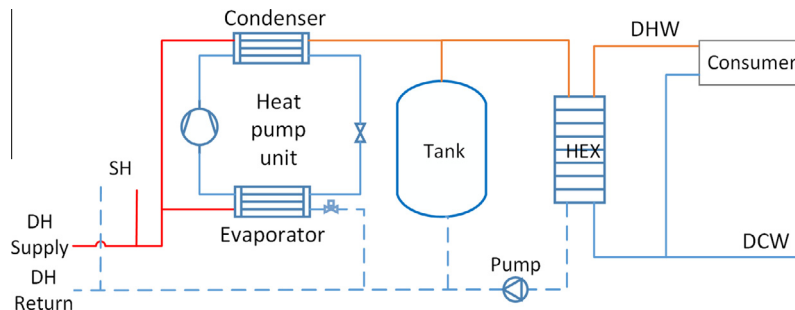 Condenser
DHW
Consumer
Heat
pump
unit
Tank
HEX
SH
DH
Supply
Evaporator
DCW
DH
Return
Pump